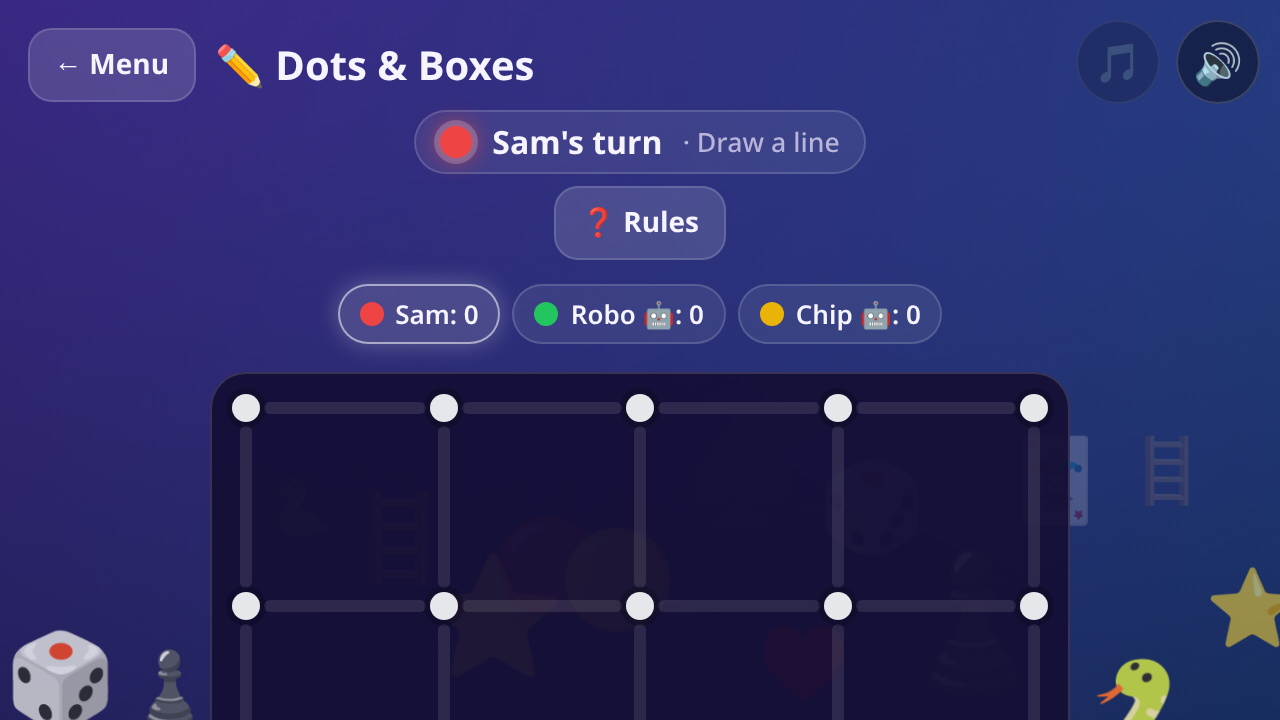 ← Menu
✏️ Dots & Boxes
Sam's turn · Draw a line
❓ Rules
Sam: 0
Robo 🤖: 0
Chip 🤖: 0